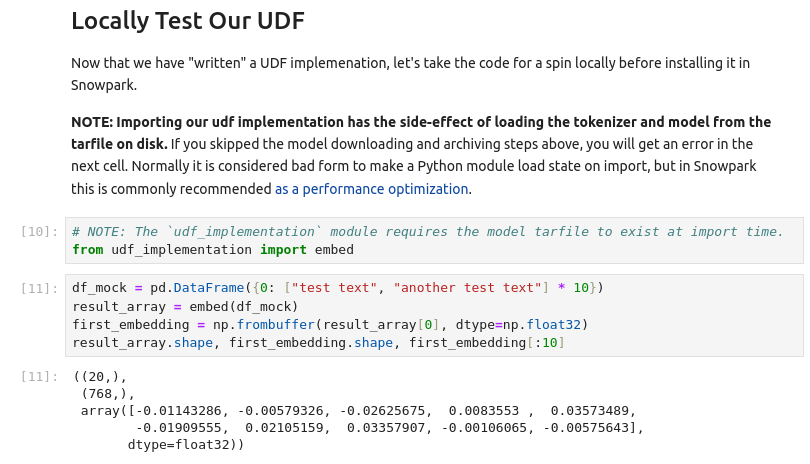 Locally Test Our UDF
Now that we have "written" a UDF implemenation, let's take the code for a spin locally before installing it in
Snowpark.
NOTE: Importing our udf implementation has the side-effect of loading the tokenizer and model from the
tarfile on disk. If you skipped the model downloading and archiving steps above, you will get an error in the
next cell. Normally it is considered bad form to make a Python module load state on import, but in Snowpark
this is commonly recommended as a performance optimization.
[10]: # NOTE: The `udf_implementation` module requires the model tarfile to exist at import time.
from udf_implementation import embed
[11]: df_mock = pd.DataFrame({0: ["test text", "another test text"] * 10})
result_array = embed(df_mock)
first_embedding = np.frombuffer(result_array[0], dtype=np.float32)
result_array.shape, first_embedding.shape, first_embedding[:10]
[11]: ((20,),
(768,),
array([-0.01143286, -0.00579326, -0.02625675,  0.0083553 ,  0.03573489,
-0.01909555,  0.02105159,  0.03357907, -0.00106065, -0.00575643],
dtype=float32))